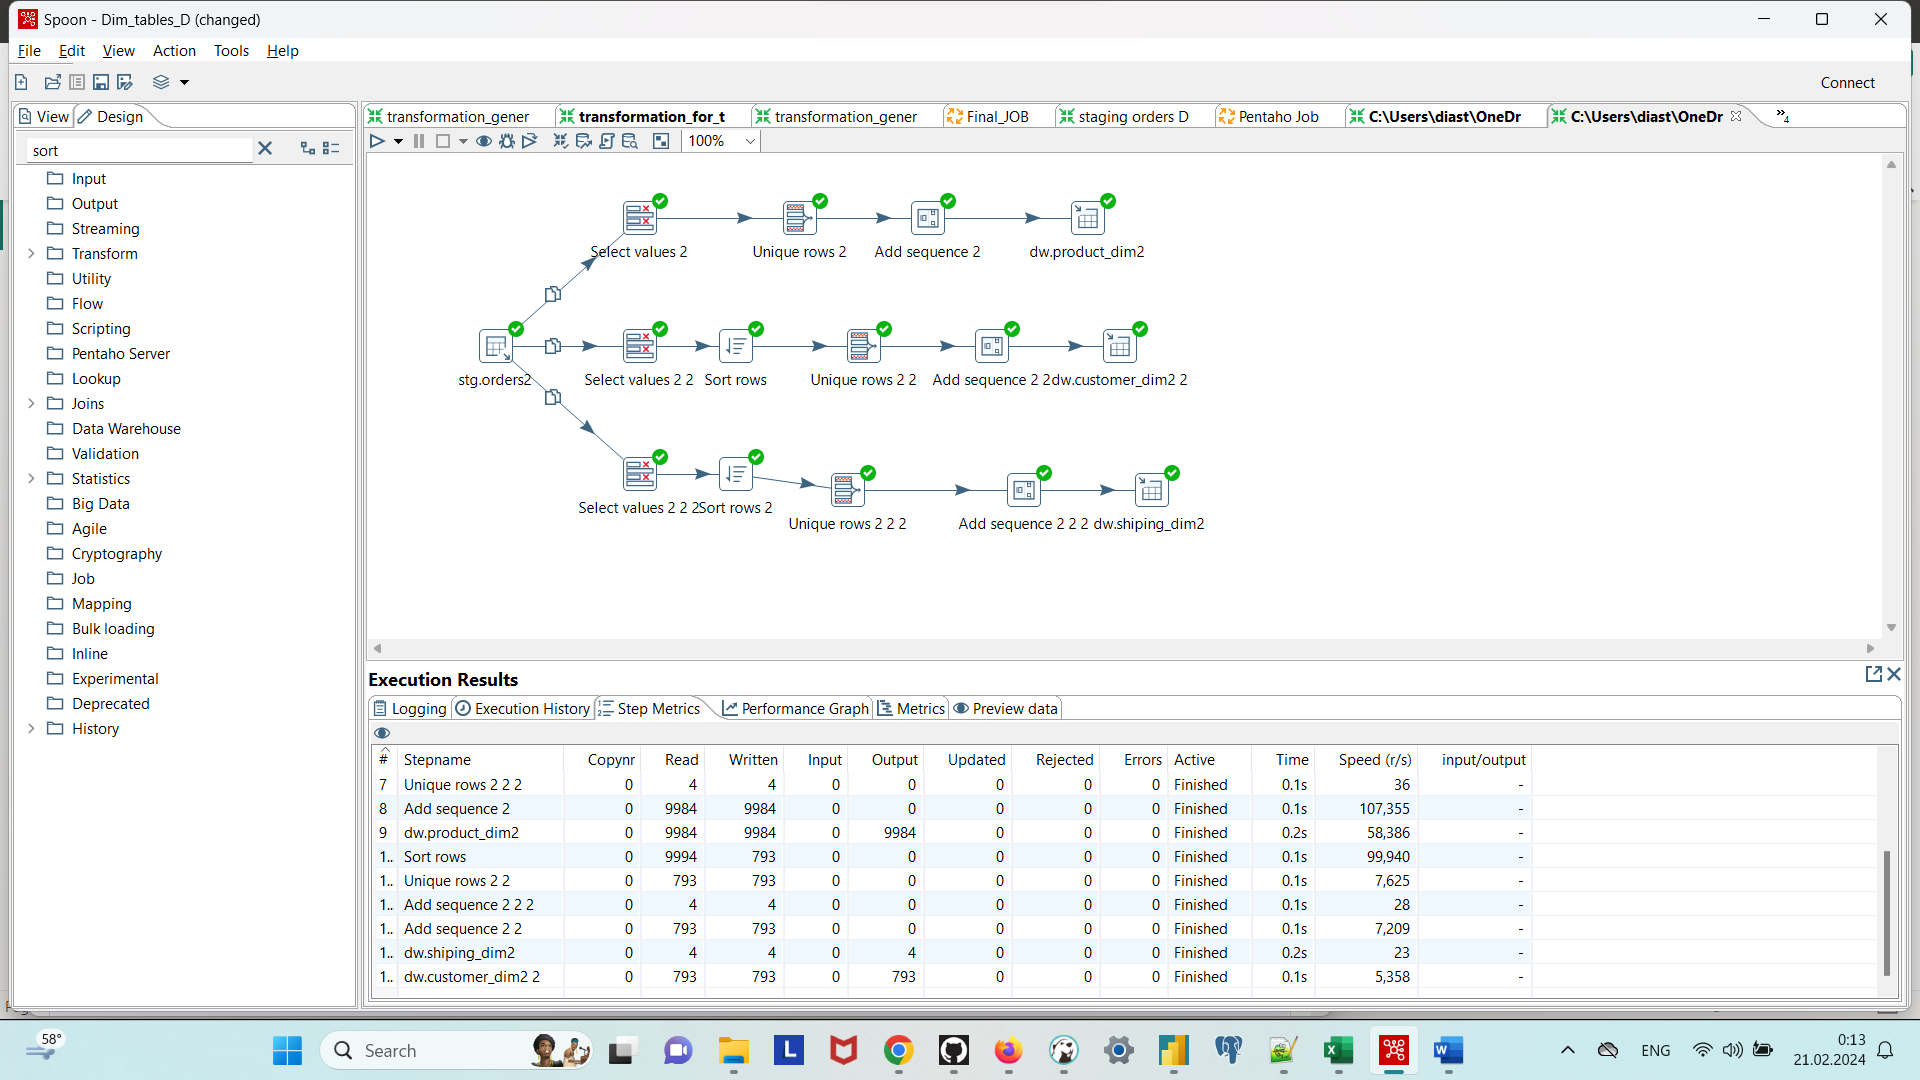 Spoon - Dim_tables_D (changed)
File Edit View Action Tools Help
Connect
View Design
sort
Input
Output
Streaming
Transform
Utility
Flow
Scripting
Pentaho Server
Lookup
Joins
Data Warehouse
Validation
Statistics
Big Data
Agile
Cryptography
Job
Mapping
Bulk loading
Inline
Experimental
Deprecated
History
transformation_gener transformation_for_t transformation_gener Final_JOB staging orders D Pentaho Job C:\Users\diast\OneDr C:\Users\diast\OneDr »4
100%
Select values 2 Unique rows 2 Add sequence 2 dw.product_dim2
stg.orders2 Select values 2 2 Sort rows Unique rows 2 2 Add sequence 2 2 dw.customer_dim2 2
Select values 2 2 2 Sort rows 2 Unique rows 2 2 2 Add sequence 2 2 2 dw.shiping_dim2
Execution Results
Logging Execution History Step Metrics Performance Graph Metrics Preview data
# Stepname Copynr Read Written Input Output Updated Rejected Errors Active Time Speed (r/s) input/output
7 Unique rows 2 2 2 0 4 4 0 0 0 0 0 Finished 0.1s 36 -
8 Add sequence 2 0 9984 9984 0 0 0 0 0 Finished 0.1s 107,355 -
9 dw.product_dim2 0 9984 9984 0 9984 0 0 0 Finished 0.2s 58,386 -
1.. Sort rows 0 9994 793 0 0 0 0 0 Finished 0.1s 99,940 -
1.. Unique rows 2 2 0 793 793 0 0 0 0 0 Finished 0.1s 7,625 -
1.. Add sequence 2 2 2 0 4 4 0 0 0 0 0 Finished 0.1s 28 -
1.. Add sequence 2 2 0 793 793 0 0 0 0 0 Finished 0.1s 7,209 -
1.. dw.shiping_dim2 0 4 4 0 4 0 0 0 Finished 0.2s 23 -
1.. dw.customer_dim2 2 0 793 793 0 793 0 0 0 Finished 0.1s 5,358 -
58°
Search
L
W
ENG
0:13
21.02.2024